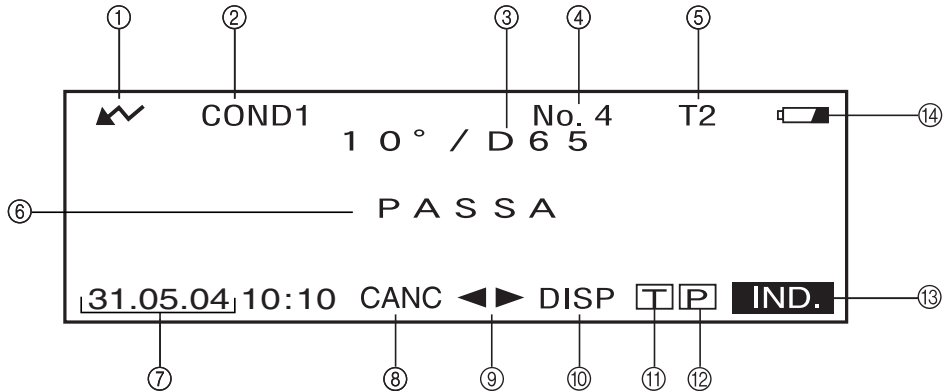 ① ② ③ ④ ⑤
COND1 No. 4 T2 ⑭
10°/D65
⑥ PASSA
31.05.04 10:10 CANC ◀▶ DISP T P IND. ⑬
⑦ ⑧ ⑨ ⑩ ⑪ ⑫